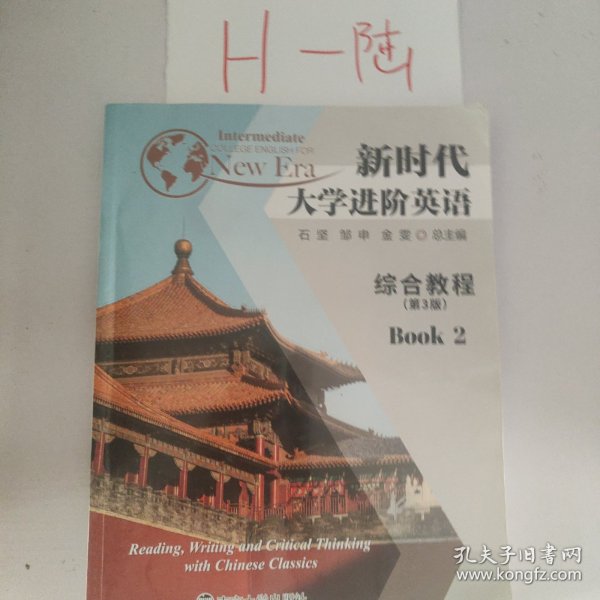 H一陆
Intermediate
COLLEGE ENGLISH FOR
New Era
新时代
大学进阶英语
石坚 邹申 金雯◎总主编
综合教程
(第3版)
Book 2
Reading, Writing and Critical Thinking
with Chinese Classics
孔夫子旧书网
www.kongfz.com